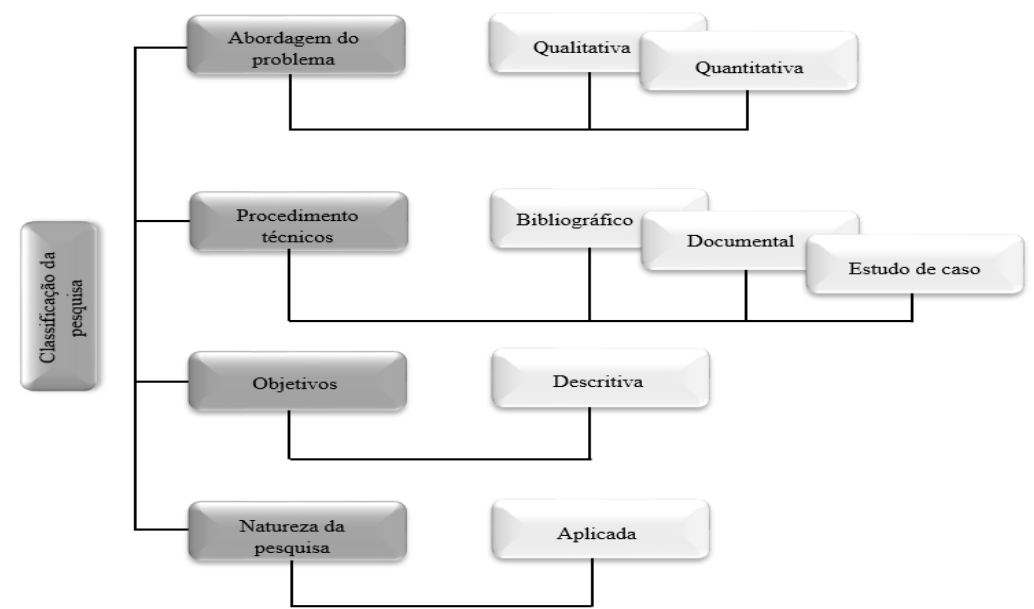 Classificação da
pesquisa
Abordagem do
problema
Qualitativa
Quantitativa
Procedimento
técnicos
Bibliográfico
Documental
Estudo de caso
Objetivos
Descritiva
Natureza da
pesquisa
Aplicada